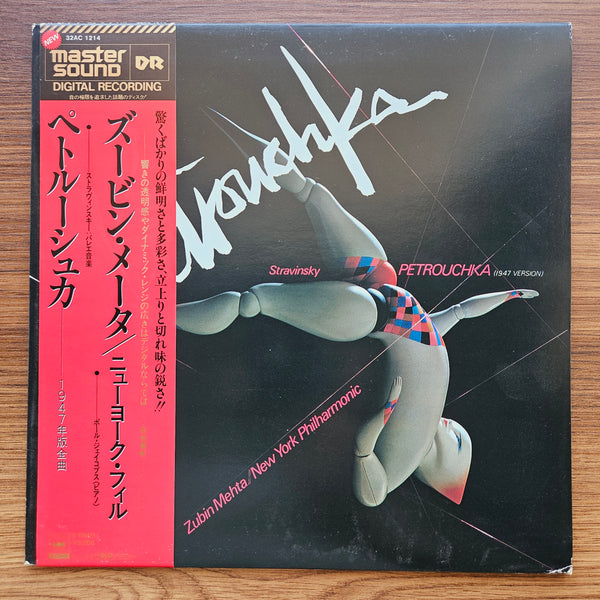 NEW
32AC 1214
master
sound
DR
DIGITAL RECORDING
音の極限を追求した話題のディスク!
驚くばかりの鮮明さと多彩さ、立上りと切れ味の鋭さ!!
響きの透明感やダイナミック・レンジの広さはデジタルならでは
ズービン・メータ/ニューヨーク・フィル
ポール・ジェイコブス(ピアノ)
ストラヴィンスキー:バレエ音楽
ペトルーシュカ
1947年版全曲
Petrouchka
Stravinsky
PETROUCHKA (1947 VERSION)
Zubin Mehta/New York Philharmonic